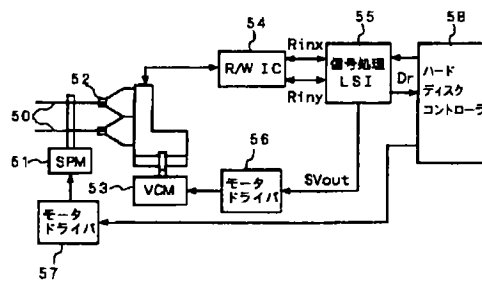 54
55
58
52
R/W IC
Rinx
Riny
信号処理
LSI
Dr
ハード
ディスク
コントローラ
50
51
SPM
53
VCM
56
モータ
ドライバ
SVout
モータ
ドライバ
57